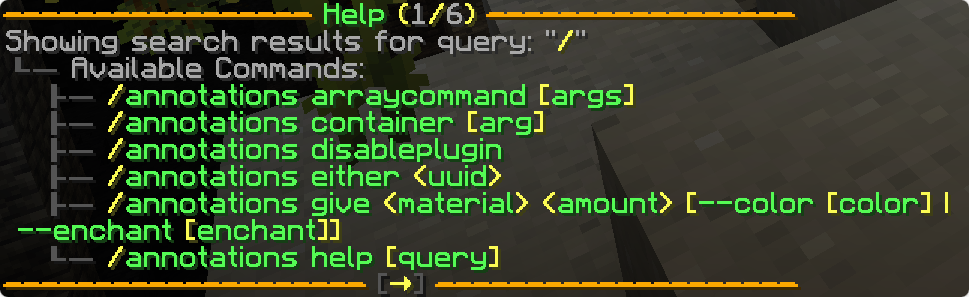 Help (1/6)
Showing search results for query: "/"
Available Commands:
/annotations arraycommand [args]
/annotations container [arg]
/annotations disableplugin
/annotations either <uuid>
/annotations give <material> <amount> [--color [color] |
--enchant [enchant]]
/annotations help [query]
[→]